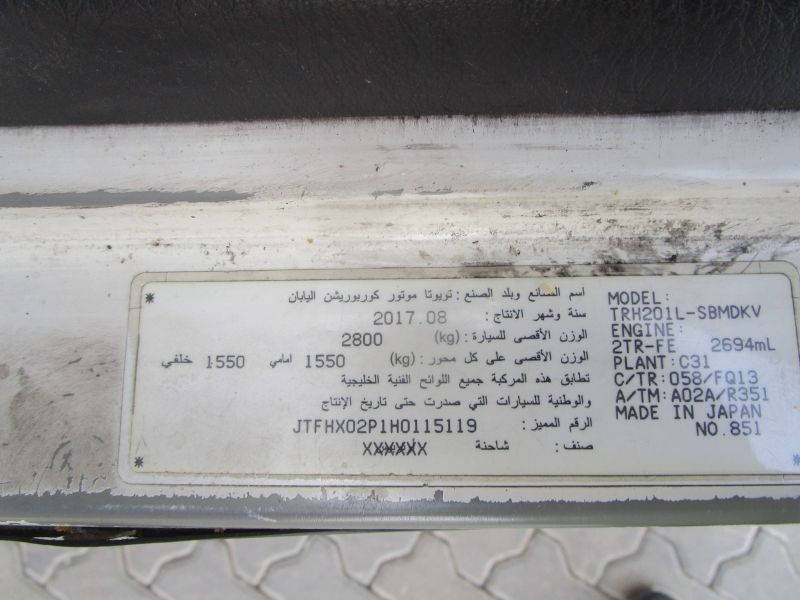 اسم الصانع وبلد الصنع : تويوتا موتور كوربوريشن اليابان
سنة وشهر الانتاج : 2017.08
الوزن الأقصى للسيارة : (kg) 2800
الوزن الأقصى على كل محور : (kg) 1550 امامي 1550 خلفي
تطابق هذه المركبة جميع اللوائح الفنية الخليجية
والوطنية للسيارات التي صدرت حتى تاريخ الإنتاج
الرقم المميز : JTFHX02P1H0115119
صنف : شاحنة XXXXXX
MODEL:
TRH201L-SBMDKV
ENGINE:
2TR-FE 2694mL
PLANT:C31
C/TR:058/FQ13
A/TM:A02A/R351
MADE IN JAPAN
NO.851